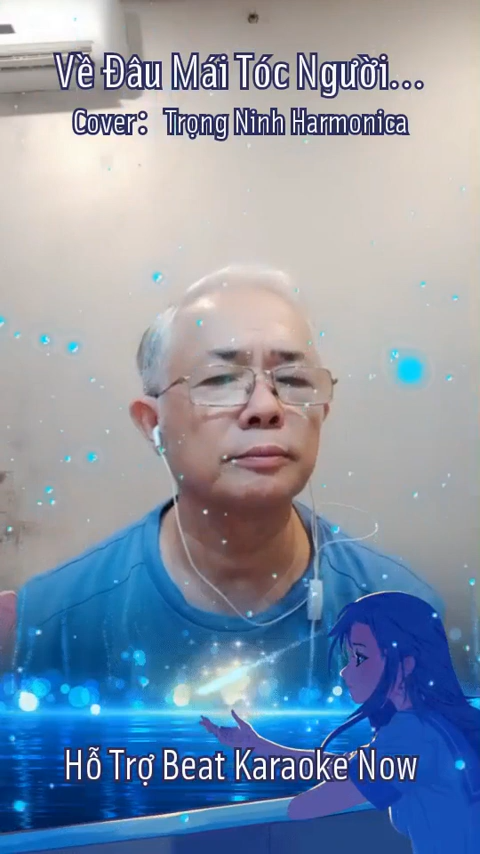 Về Đâu Mái Tóc Người...
Cover: Trọng Ninh Harmonica
Hỗ Trợ Beat Karaoke Now